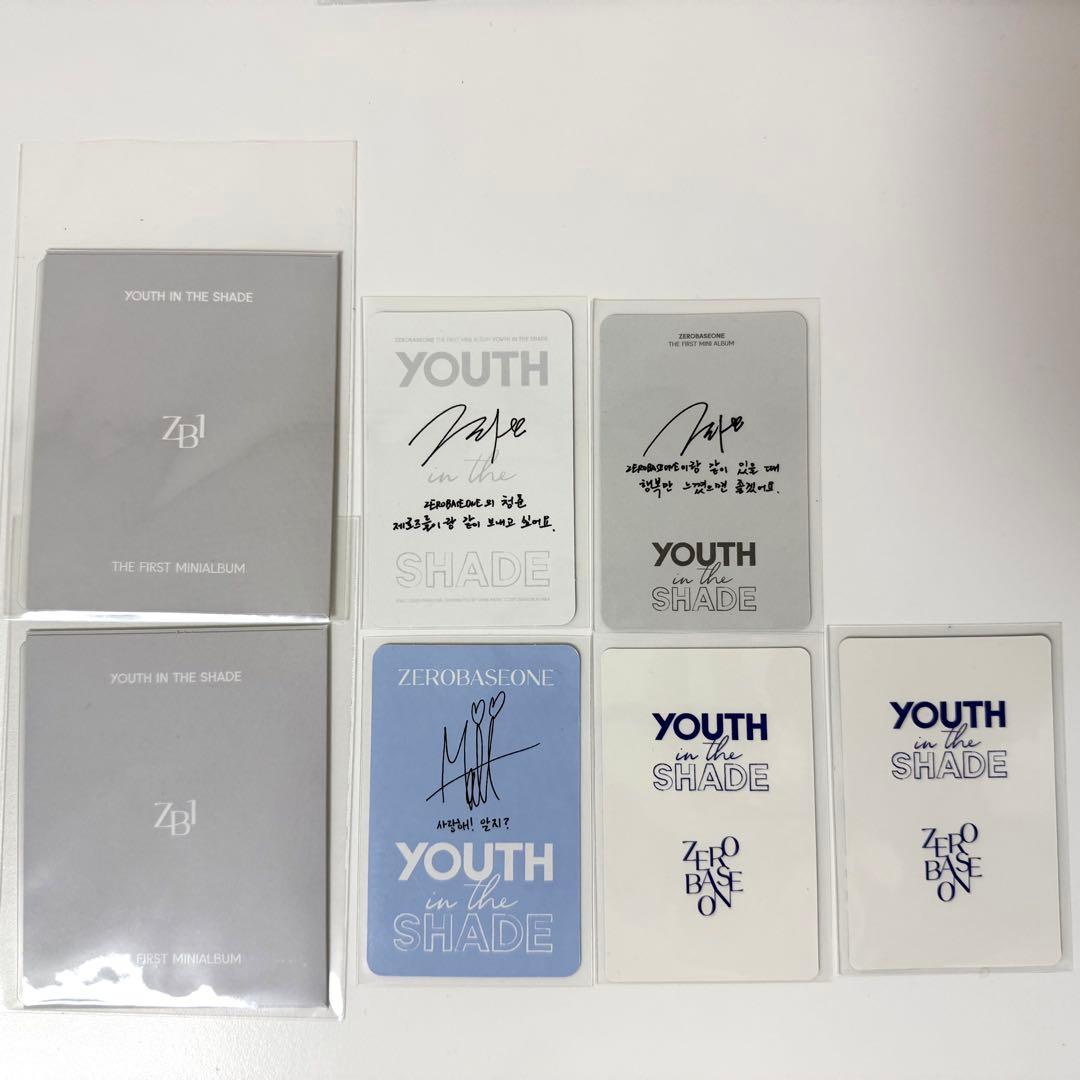 YOUTH IN THE SHADE
ZB1
THE FIRST MINIALBUM
ZEROBASEONE THE FIRST MINI ALBUM YOUTH IN THE SHADE
YOUTH
in the
ZEROBASEONE의 청춘
제로즈들이랑 같이 보내고 싶어요.
SHADE
ZEROBASEONE
THE FIRST MINI ALBUM
ZEROBASEONE이랑 같이 있을 때
행복만 느꼈으면 좋겠어요.
YOUTH
in the
SHADE
YOUTH IN THE SHADE
ZB1
FIRST MINIALBUM
ZEROBASEONE
사랑해! 알지?
YOUTH
in the
SHADE
YOUTH
in the
SHADE
ZERO
BASE
ON
YOUTH
in the
SHADE
ZERO
BASE
ON